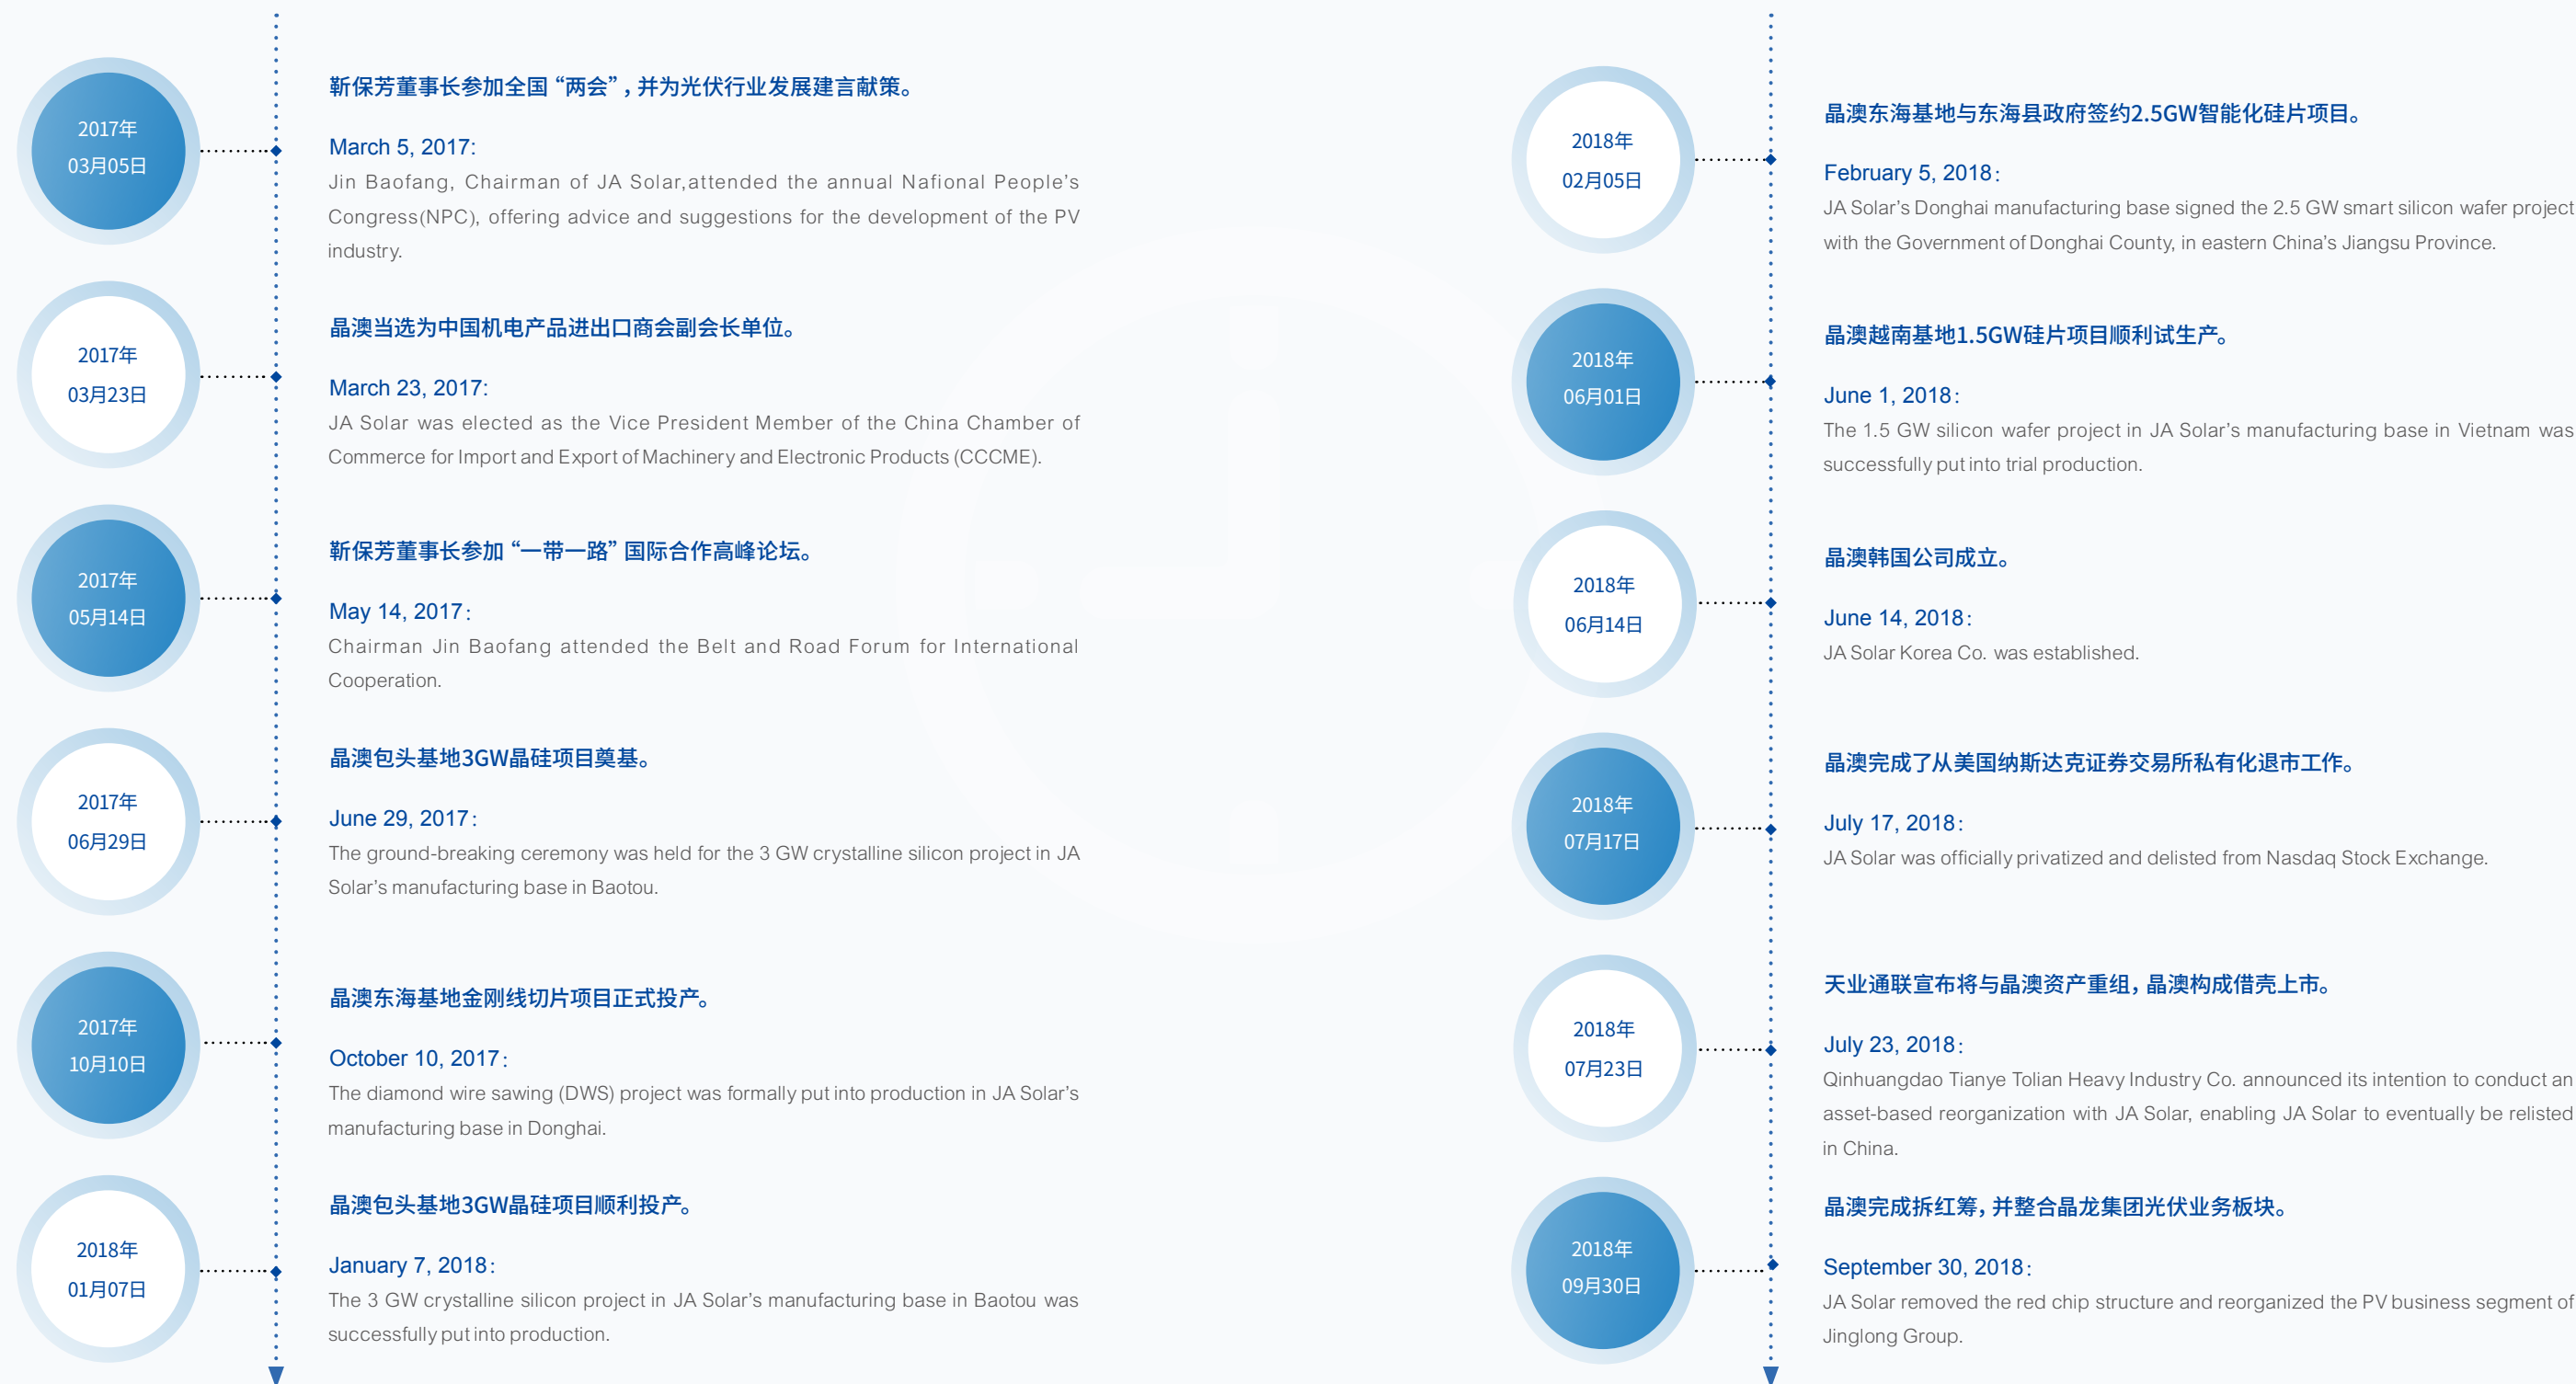 2017年
03月05日
靳保芳董事长参加全国“两会”,并为光伏行业发展建言献策。
March 5, 2017:
Jin Baofang, Chairman of JA Solar,attended the annual Nafional People’s
Congress(NPC), offering advice and suggestions for the development of the PV
industry.
2017年
03月23日
晶澳当选为中国机电产品进出口商会副会长单位。
March 23, 2017:
JA Solar was elected as the Vice President Member of the China Chamber of
Commerce for Import and Export of Machinery and Electronic Products (CCCME).
2017年
05月14日
靳保芳董事长参加“一带一路”国际合作高峰论坛。
May 14, 2017:
Chairman Jin Baofang attended the Belt and Road Forum for International
Cooperation.
2017年
06月29日
晶澳包头基地3GW晶硅项目奠基。
June 29, 2017:
The ground-breaking ceremony was held for the 3 GW crystalline silicon project in JA
Solar’s manufacturing base in Baotou.
2017年
10月10日
晶澳东海基地金刚线切片项目正式投产。
October 10, 2017:
The diamond wire sawing (DWS) project was formally put into production in JA Solar’s
manufacturing base in Donghai.
2018年
01月07日
晶澳包头基地3GW晶硅项目顺利投产。
January 7, 2018:
The 3 GW crystalline silicon project in JA Solar’s manufacturing base in Baotou was
successfully put into production.
2018年
02月05日
晶澳东海基地与东海县政府签约2.5GW智能化硅片项目。
February 5, 2018:
JA Solar’s Donghai manufacturing base signed the 2.5 GW smart silicon wafer project
with the Government of Donghai County, in eastern China’s Jiangsu Province.
2018年
06月01日
晶澳越南基地1.5GW硅片项目顺利试生产。
June 1, 2018:
The 1.5 GW silicon wafer project in JA Solar’s manufacturing base in Vietnam was
successfully put into trial production.
2018年
06月14日
晶澳韩国公司成立。
June 14, 2018:
JA Solar Korea Co. was established.
2018年
07月17日
晶澳完成了从美国纳斯达克证券交易所私有化退市工作。
July 17, 2018:
JA Solar was officially privatized and delisted from Nasdaq Stock Exchange.
2018年
07月23日
天业通联宣布将与晶澳资产重组,晶澳构成借壳上市。
July 23, 2018:
Qinhuangdao Tianye Tolian Heavy Industry Co. announced its intention to conduct an
asset-based reorganization with JA Solar, enabling JA Solar to eventually be relisted
in China.
2018年
09月30日
晶澳完成拆红筹,并整合晶龙集团光伏业务板块。
September 30, 2018:
JA Solar removed the red chip structure and reorganized the PV business segment of
Jinglong Group.